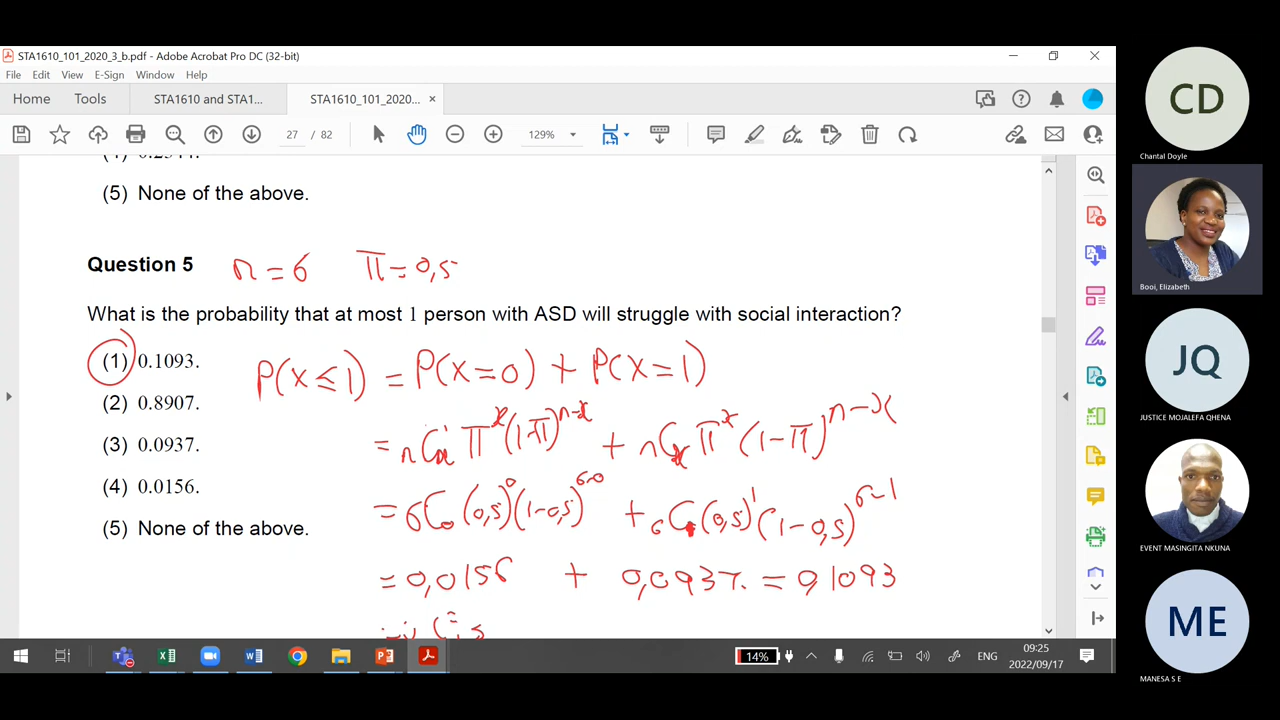 STA1610_101_2020_3_b.pdf - Adobe Acrobat Pro DC (32-bit)
File Edit View E-Sign Window Help
Home Tools STA1610 and STA1... STA1610_101_2020... ×
27 / 82 129%
(5) None of the above.
Question 5 n = 6 π = 0,5
What is the probability that at most 1 person with ASD will struggle with social interaction?
(1) 0.1093. P(X ≤ 1) = P(X = 0) + P(X = 1)
(2) 0.8907.
= nCx π^x (1-π)^n-x + nCx π^x (1-π)^n-x
(3) 0.0937.
(4) 0.0156.
= 6C0 (0,5)^0 (1-0,5)^6-0 + 6C1 (0,5)^1 (1-0,5)^6-1
(5) None of the above.
= 0,0156 + 0,0937. = 0,1093
CD
Chantal Doyle
Booi, Elizabeth
JQ
JUSTICE MOJALEFA QHENA
EVENT MASINGITA NKUNA
ME
MANESA S E
14% ENG 09:25
2022/09/17